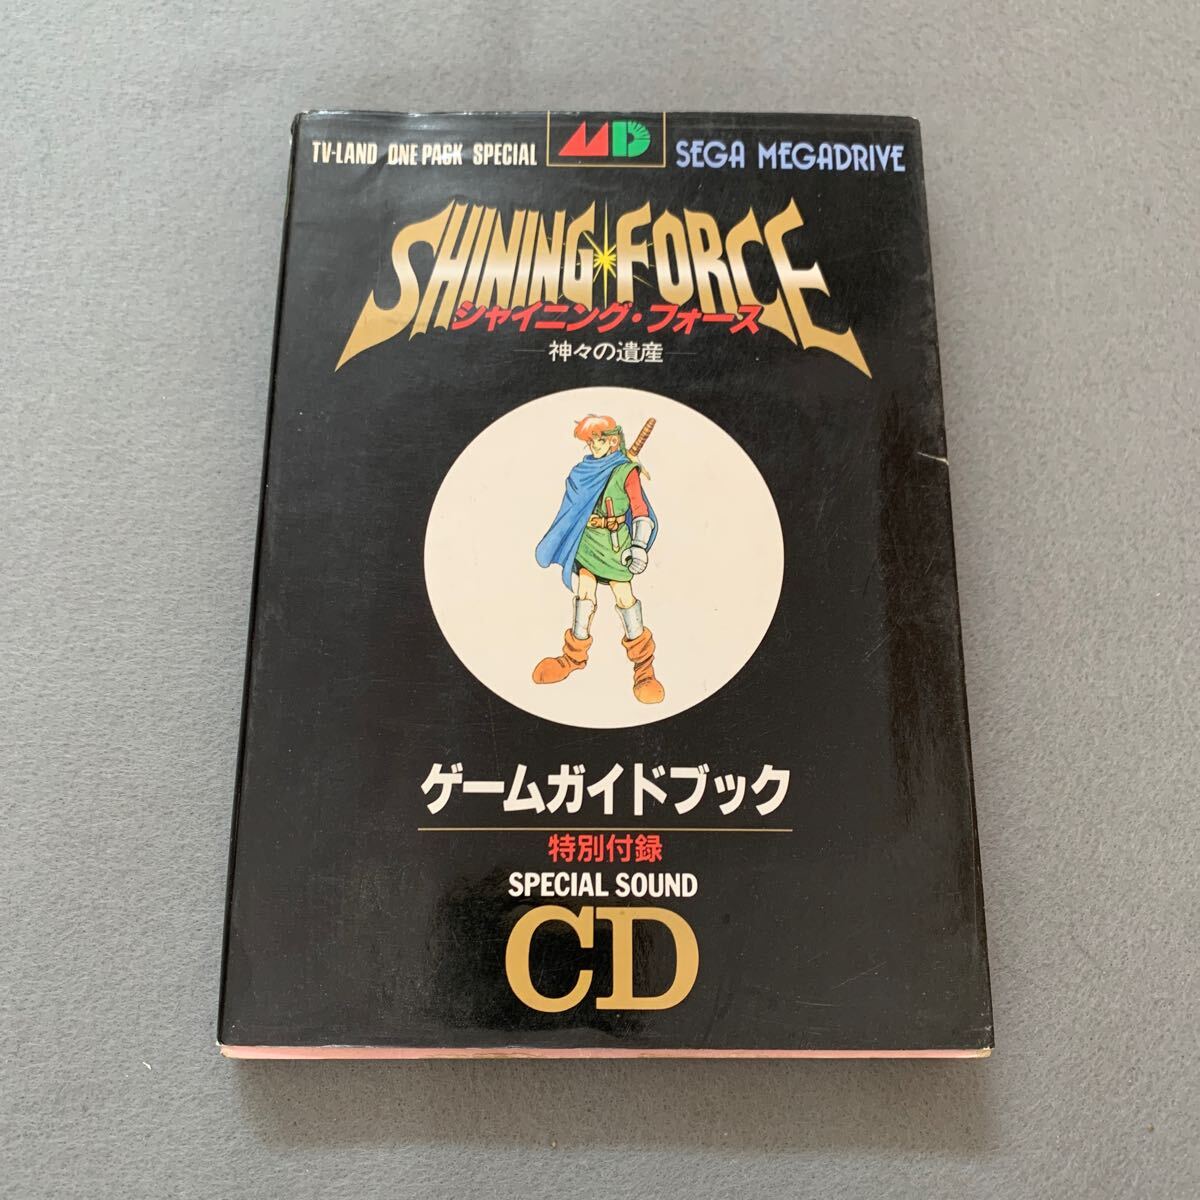 TV-LAND ONE PACK SPECIAL MD SEGA MEGADRIVE
SHINING FORCE
シャイニング・フォース
神々の遺産
ゲームガイドブック
特別付録
SPECIAL SOUND
CD